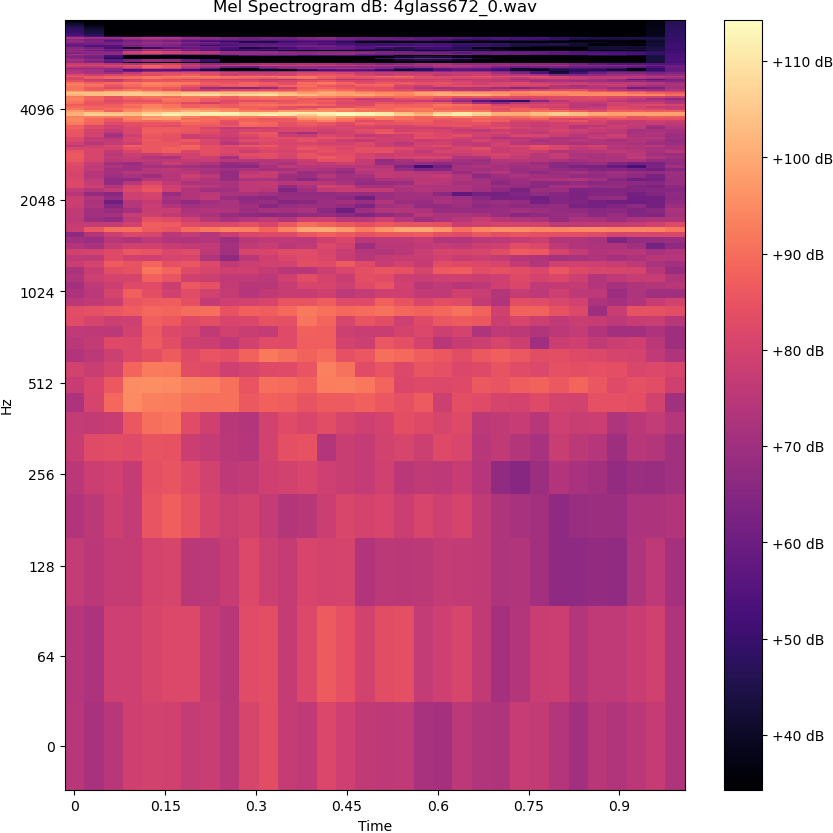 Mel Spectrogram dB: 4glass672_0.wav
4096
2048
1024
512
256
128
64
0
Hz
0 0.15 0.3 0.45 0.6 0.75 0.9
Time
+110 dB
+100 dB
+90 dB
+80 dB
+70 dB
+60 dB
+50 dB
+40 dB